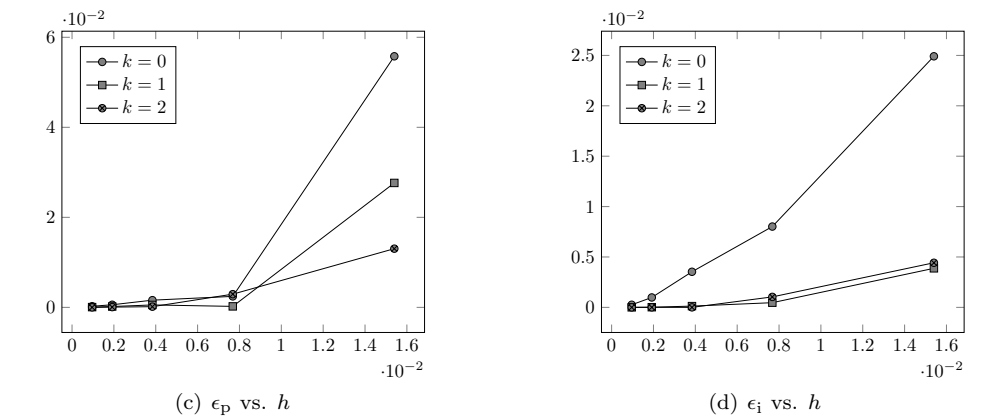 ·10⁻²
6
4
2
0
0 0.2 0.4 0.6 0.8 1 1.2 1.4 1.6
·10⁻²
k = 0
k = 1
k = 2
(c) ϵp vs. h
·10⁻²
2.5
2
1.5
1
0.5
0
0 0.2 0.4 0.6 0.8 1 1.2 1.4 1.6
·10⁻²
k = 0
k = 1
k = 2
(d) ϵi vs. h